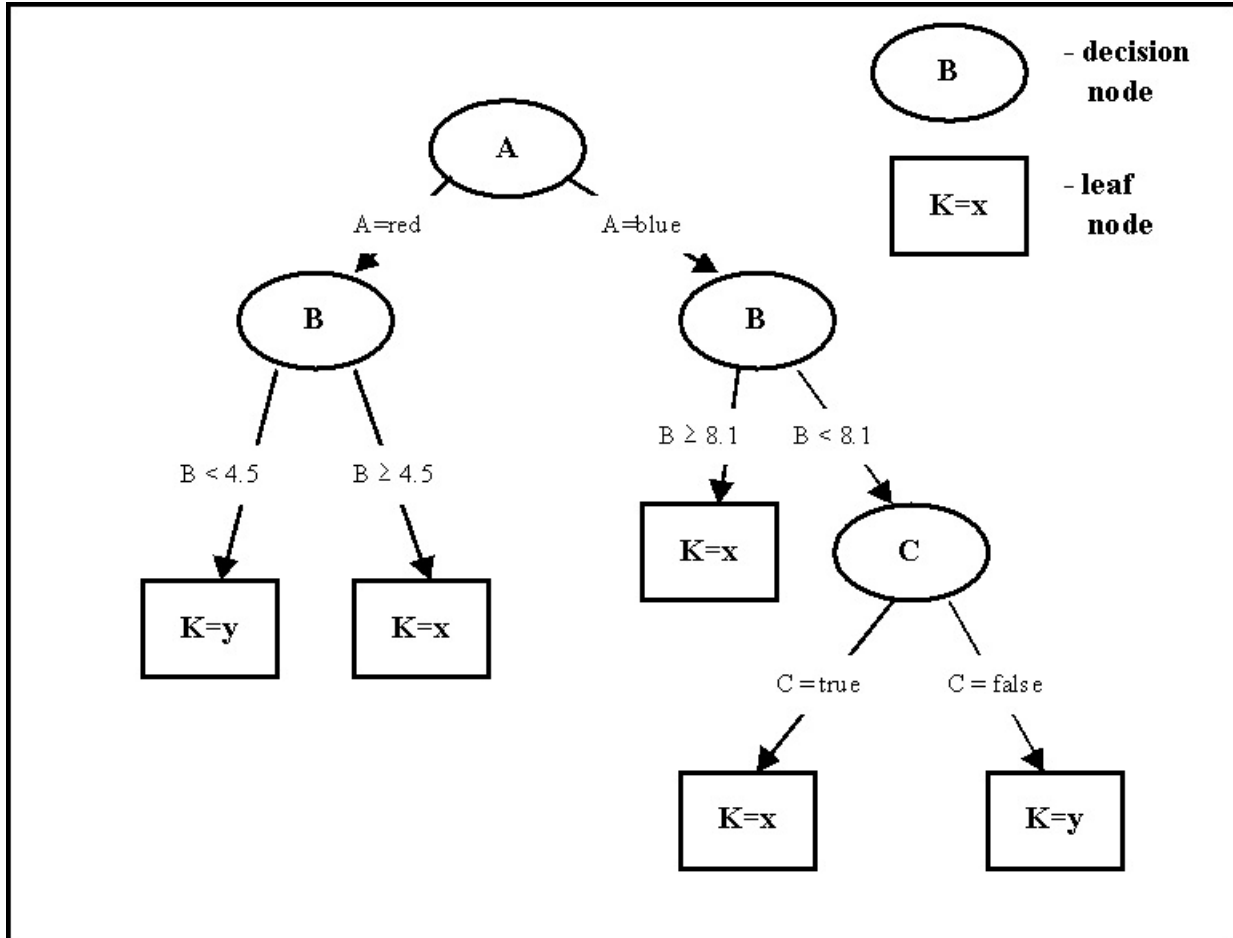 B
- decision
node
A
K=x
- leaf
node
A=red
A=blue
B
B
B ≥ 8.1
B < 8.1
B < 4.5
B ≥ 4.5
K=x
C
K=y
K=x
C=true
C=false
K=x
K=y